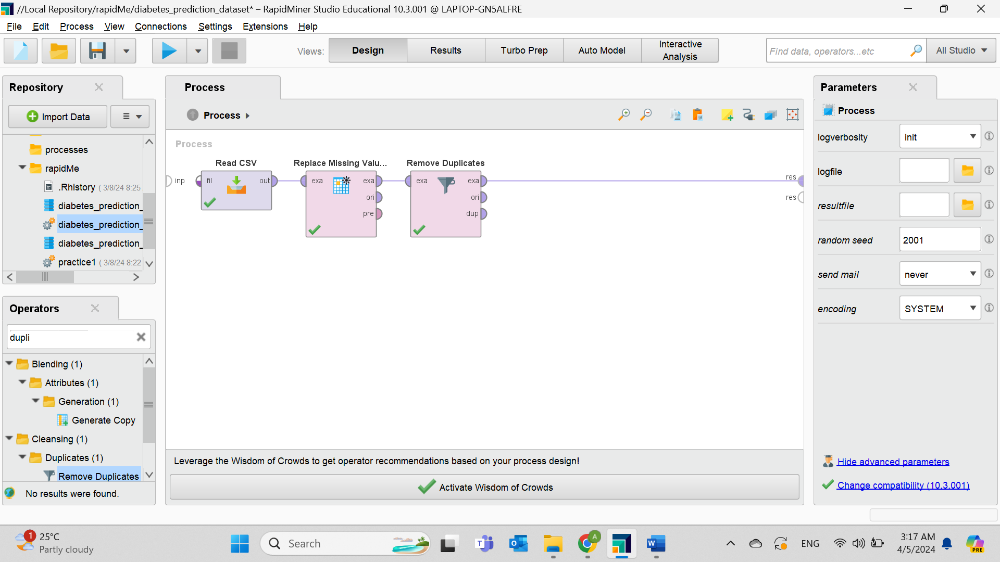 //Local Repository/rapidMe/diabetes_prediction_dataset* – RapidMiner Studio Educational 10.3.001 @ LAPTOP-GN5ALFRE
File Edit Process View Connections Settings Extensions Help
Views: Design Results Turbo Prep Auto Model Interactive Analysis
Find data, operators...etc All Studio
Repository
Import Data
processes
rapidMe
.Rhistory ( 3/8/24 8:25
diabetes_prediction_
diabetes_prediction_
diabetes_prediction_
practice1 ( 3/8/24 8:22
Operators
dupli
Blending (1)
Attributes (1)
Generation (1)
Generate Copy
Cleansing (1)
Duplicates (1)
Remove Duplicates
No results were found.
Process
Process
Process
Read CSV Replace Missing Valu... Remove Duplicates
inp fil out exa exa exa exa res
ori ori res
pre dup
Leverage the Wisdom of Crowds to get operator recommendations based on your process design!
Activate Wisdom of Crowds
Parameters
Process
logverbosity init
logfile
resultfile
random seed 2001
send mail never
encoding SYSTEM
Hide advanced parameters
Change compatibility (10.3.001)
1
25°C
Partly cloudy
Search
T
O
A
W
ENG
3:17 AM
4/5/2024
PRE